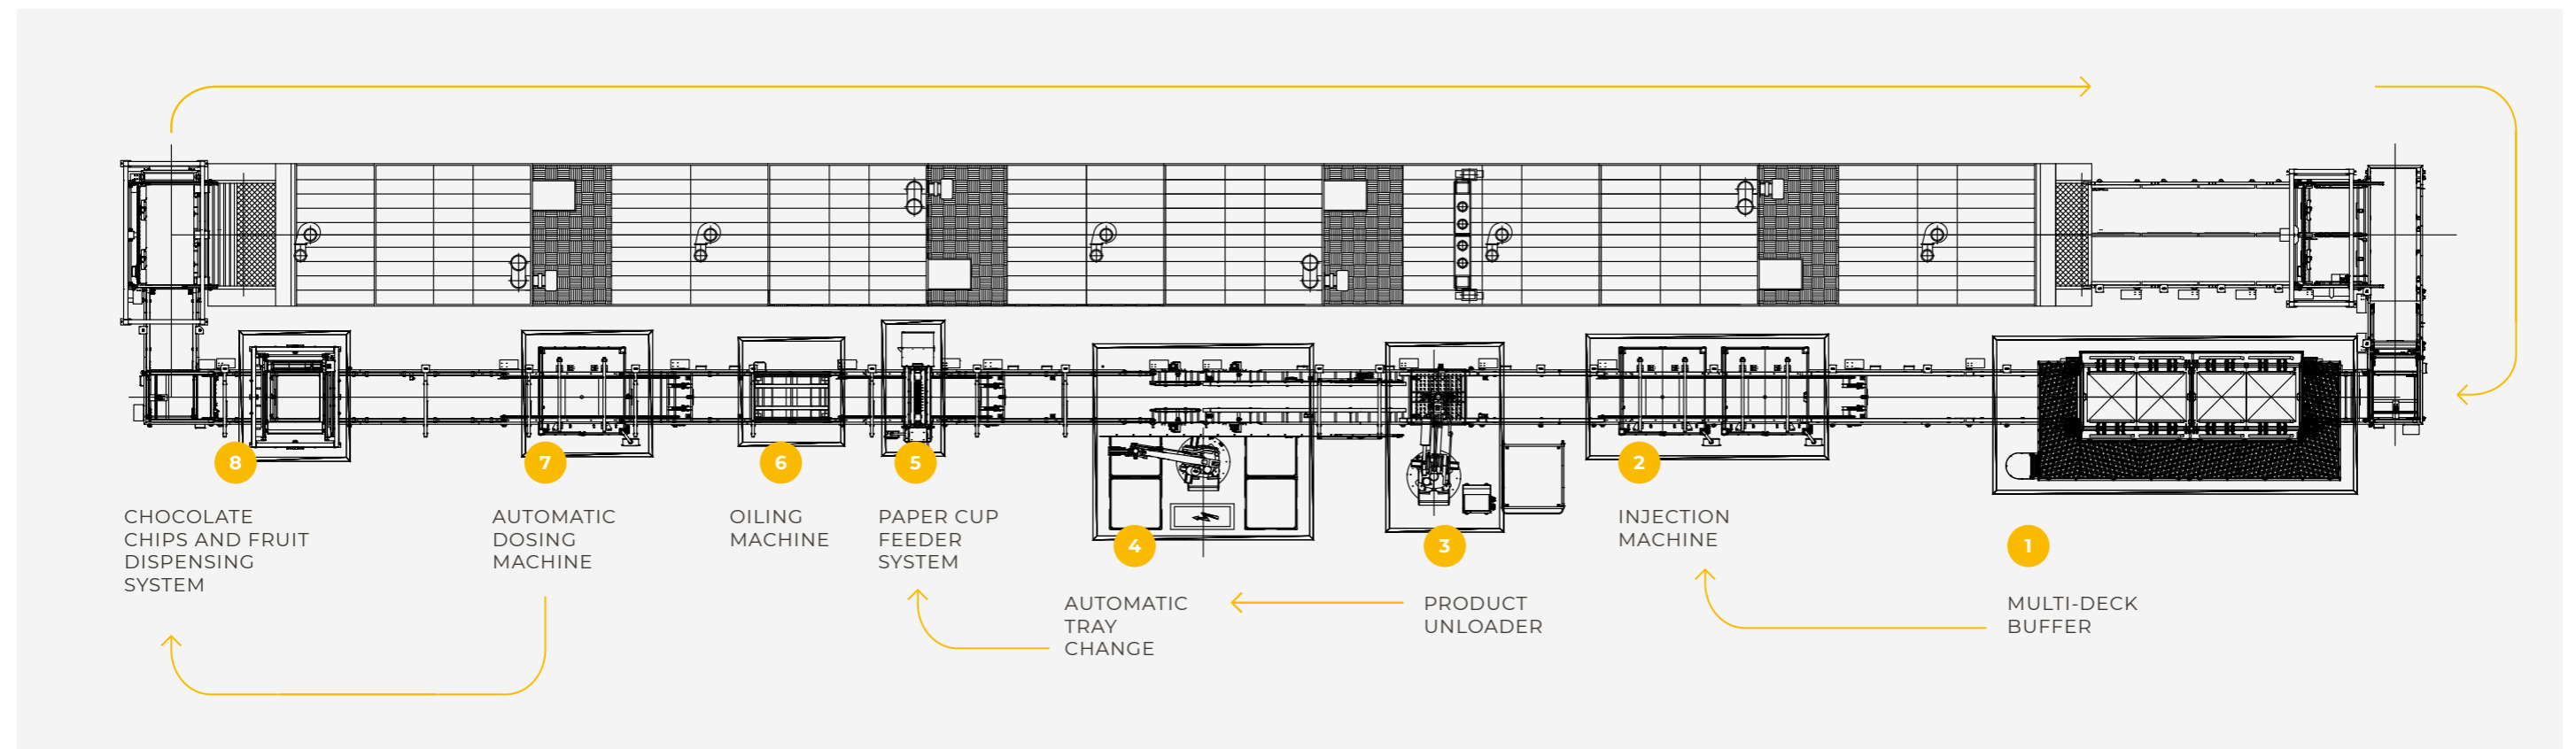 8
CHOCOLATE
CHIPS AND FRUIT
DISPENSING
SYSTEM
7
AUTOMATIC
DOSING
MACHINE
6
OILING
MACHINE
5
PAPER CUP
FEEDER
SYSTEM
4
AUTOMATIC
TRAY
CHANGE
3
PRODUCT
UNLOADER
2
INJECTION
MACHINE
1
MULTI-DECK
BUFFER